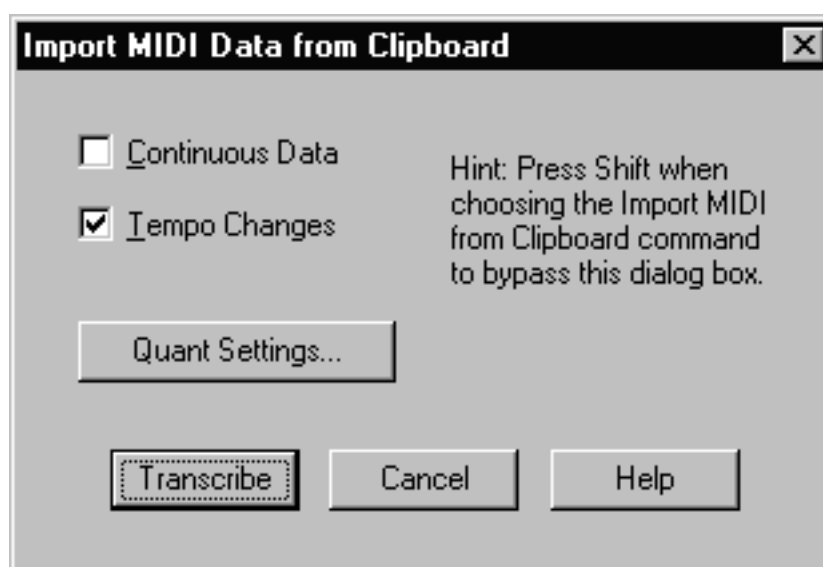 Import MIDI Data from Clipboard
Continuous Data
Tempo Changes
Hint: Press Shift when
choosing the Import MIDI
from Clipboard command
to bypass this dialog box.
Quant Settings...
Transcribe
Cancel
Help